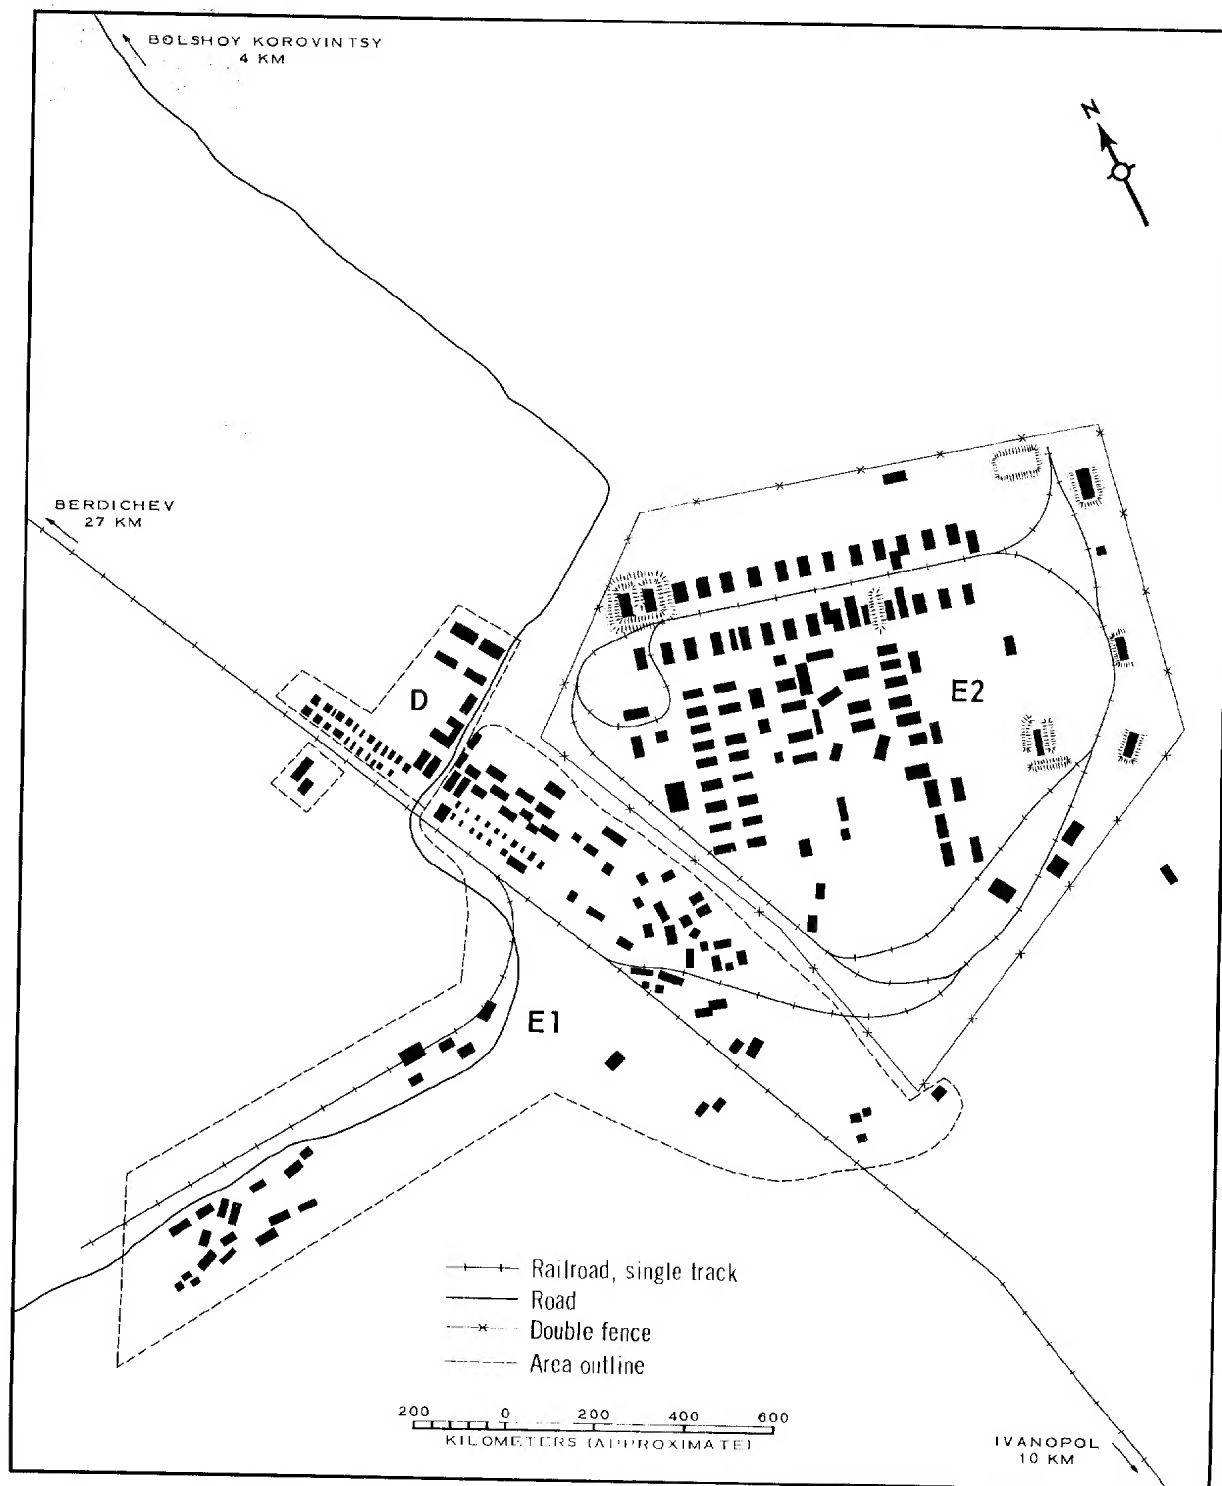 BOLSHOY KOROVINTSY
4 KM
N
BERDICHEV
27 KM
D
E2
E1
Railroad, single track
Road
Double fence
Area outline
200 0 200 400 600
KILOMETERS (APPROXIMATE)
IVANOPOL
10 KM